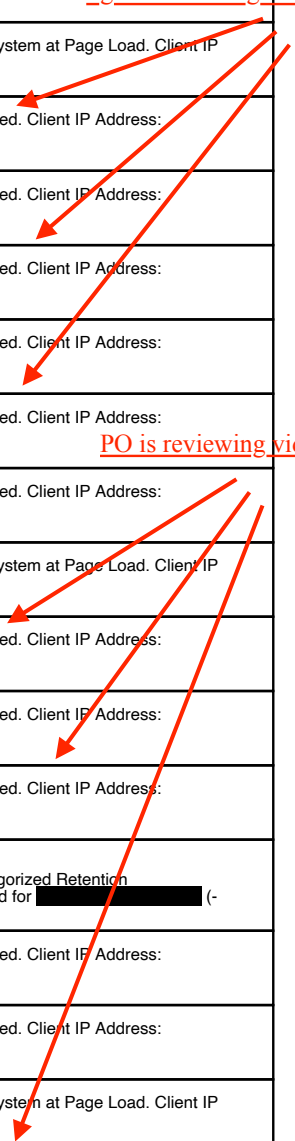 ystem at Page Load. Client IP
ed. Client IP Address:
ed. Client IP Address:
ed. Client IP Address:
ed. Client IP Address:
ed. Client IP Address:
PO is reviewing vi
ed. Client IP Address:
ystem at Page Load. Client IP
ed. Client IP Address:
ed. Client IP Address:
ed. Client IP Address:
gorized Retention
d for (-
ed. Client IP Address:
ed. Client IP Address:
ystem at Page Load. Client IP